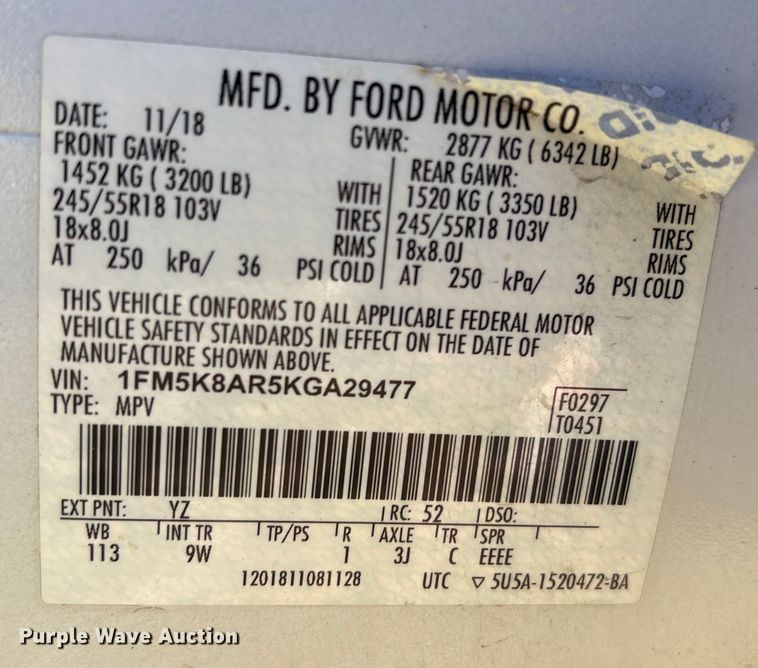 MFD. BY FORD MOTOR CO.
DATE: 11/18 GVWR: 2877 KG ( 6342 LB)
FRONT GAWR: REAR GAWR:
1452 KG ( 3200 LB) WITH 1520 KG ( 3350 LB) WITH
245/55R18 103V TIRES 245/55R18 103V TIRES
18x8.0J RIMS 18x8.0J RIMS
AT 250 kPa/ 36 PSI COLD AT 250 kPa/ 36 PSI COLD
THIS VEHICLE CONFORMS TO ALL APPLICABLE FEDERAL MOTOR
VEHICLE SAFETY STANDARDS IN EFFECT ON THE DATE OF
MANUFACTURE SHOWN ABOVE.
VIN: 1FM5K8AR5KGA29477
TYPE: MPV
F0297
T0451
EXT PNT: YZ RC: 52 DSO:
WB INT TR TP/PS R AXLE TR SPR
113 9W 1 3J C EEEE
1201811081128 UTC ▽ 5U5A-1520472-BA
Purple Wave Auction